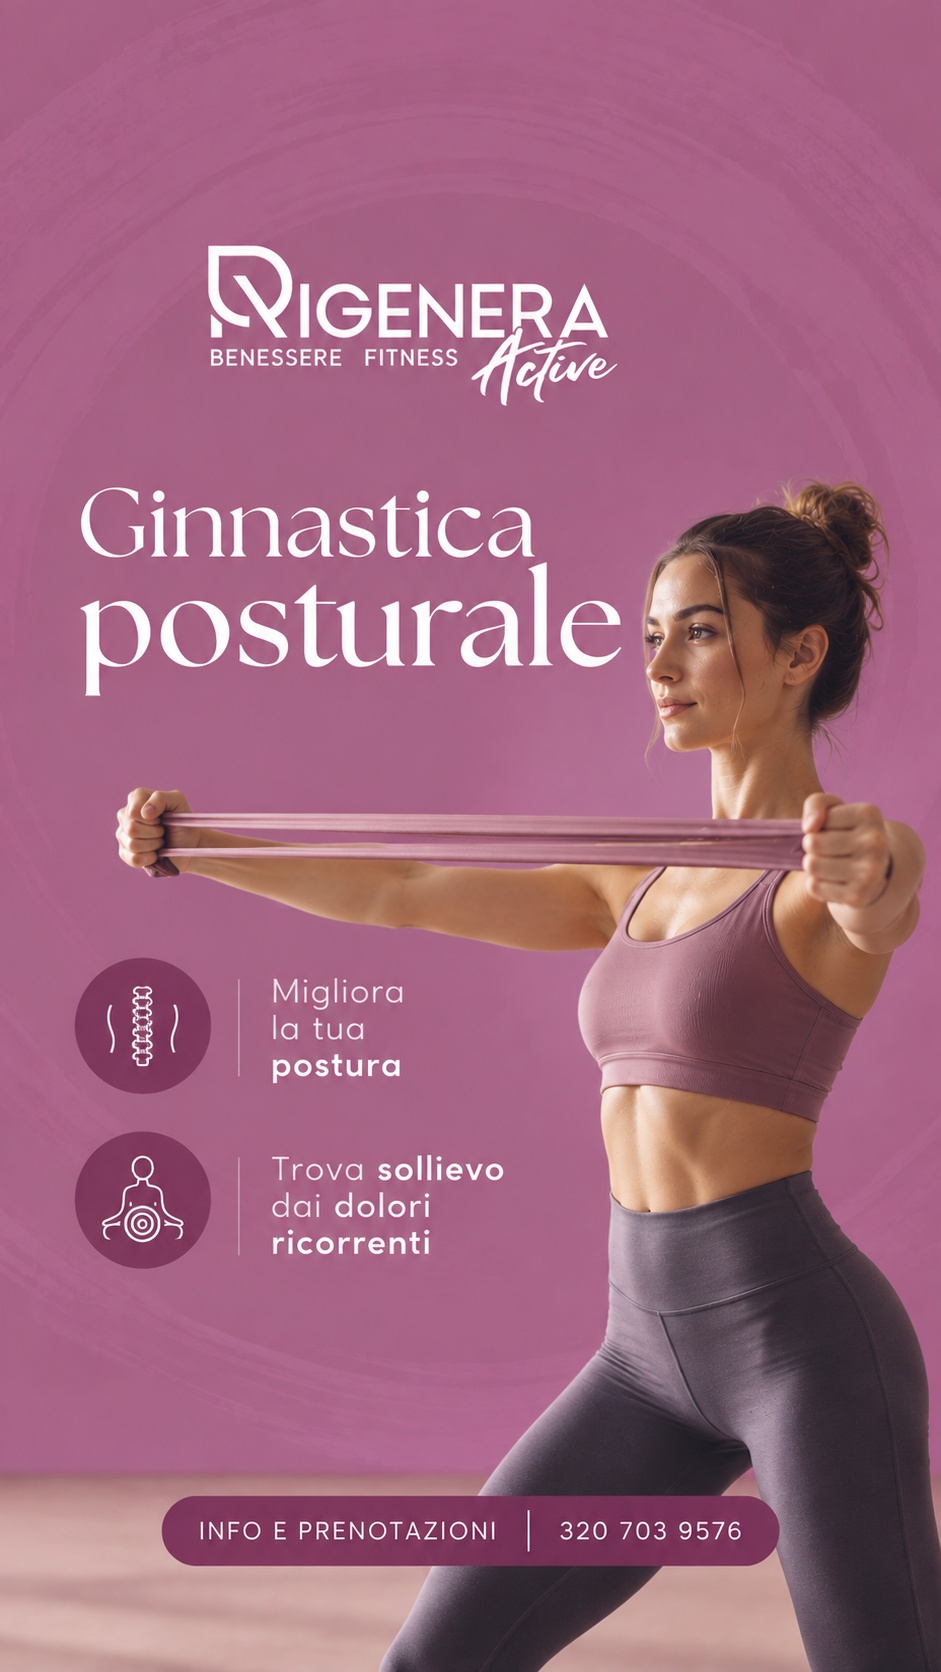 RIGENERA
BENESSERE FITNESS Active
Ginnastica
posturale
Migliora
la tua
postura
Trova sollievo
dai dolori
ricorrenti
INFO E PRENOTAZIONI | 320 703 9576